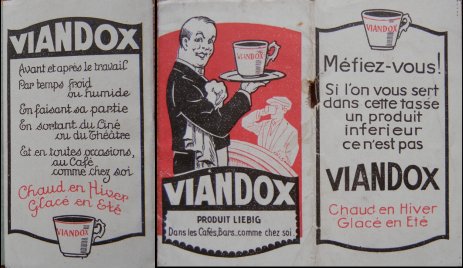 VIANDOX
Avant et après le travail
Par temps froid
ou humide
En faisant sa partie
En sortant du Ciné
ou du Théâtre
Et en toutes occasions,
au Café,
comme chez soi
Chaud en Hiver
Glacé en Eté
VIANDOX
VIANDOX
VIANDOX
PRODUIT LIEBIG
Dans les Cafés, Bars.. comme chez soi
VIANDOX
Méfiez-vous!
Si l'on vous sert
dans cette tasse
un produit
inferieur
ce n'est pas
VIANDOX
Chaud en Hiver
Glacé en Eté